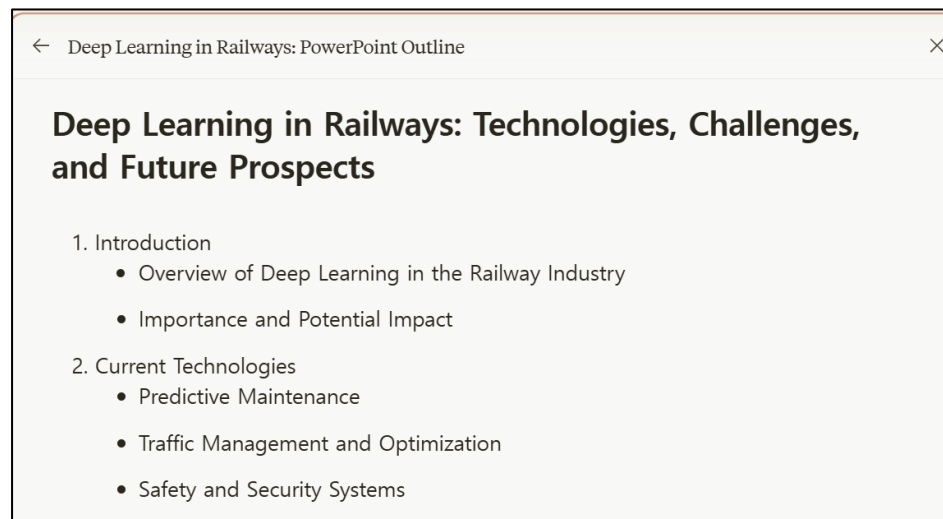 Deep Learning in Railways: PowerPoint Outline
Deep Learning in Railways: Technologies, Challenges,
and Future Prospects
1. Introduction
• Overview of Deep Learning in the Railway Industry
• Importance and Potential Impact
2. Current Technologies
• Predictive Maintenance
• Traffic Management and Optimization
• Safety and Security Systems